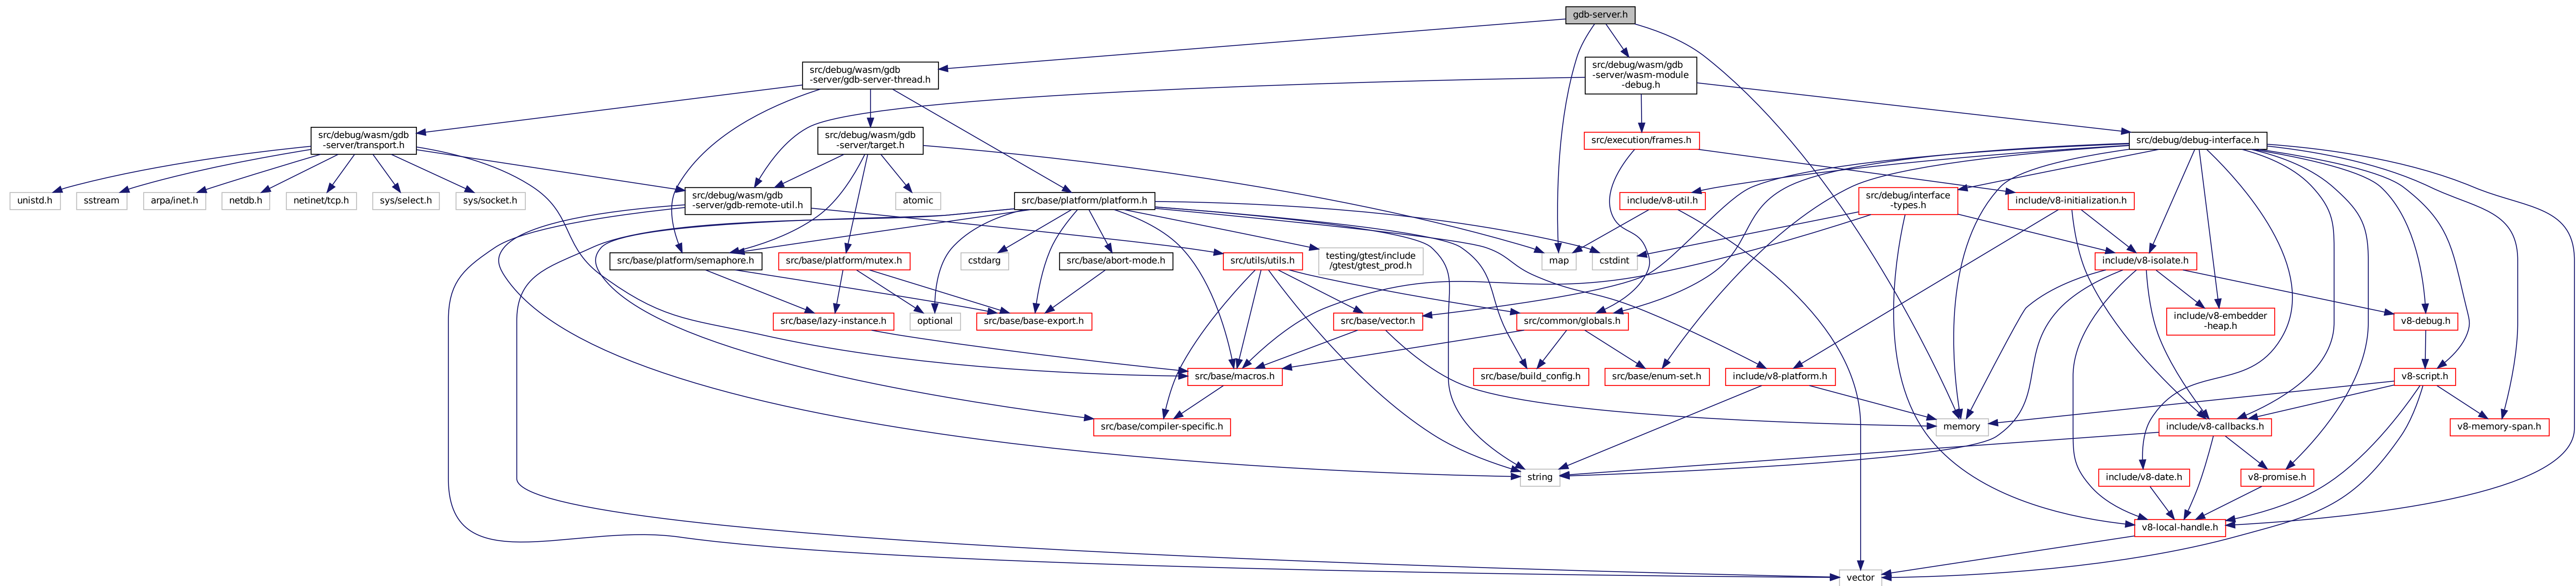 gdb-server.h
src/debug/wasm/gdb
-server/gdb-server-thread.h
src/debug/wasm/gdb
-server/wasm-module
-debug.h
src/debug/wasm/gdb
-server/transport.h
src/debug/wasm/gdb
-server/target.h
src/execution/frames.h
src/debug/debug-interface.h
unistd.h
sstream
arpa/inet.h
netdb.h
netinet/tcp.h
sys/select.h
sys/socket.h
src/debug/wasm/gdb
-server/gdb-remote-util.h
atomic
src/base/platform/platform.h
include/v8-util.h
src/debug/interface
-types.h
include/v8-initialization.h
src/base/platform/semaphore.h
src/base/platform/mutex.h
cstdarg
src/base/abort-mode.h
src/utils/utils.h
testing/gtest/include
/gtest/gtest_prod.h
map
cstdint
include/v8-isolate.h
src/base/lazy-instance.h
optional
src/base/base-export.h
src/base/vector.h
src/common/globals.h
include/v8-embedder
-heap.h
v8-debug.h
src/base/macros.h
src/base/build_config.h
src/base/enum-set.h
include/v8-platform.h
v8-script.h
src/base/compiler-specific.h
memory
include/v8-callbacks.h
v8-memory-span.h
string
include/v8-date.h
v8-promise.h
v8-local-handle.h
vector